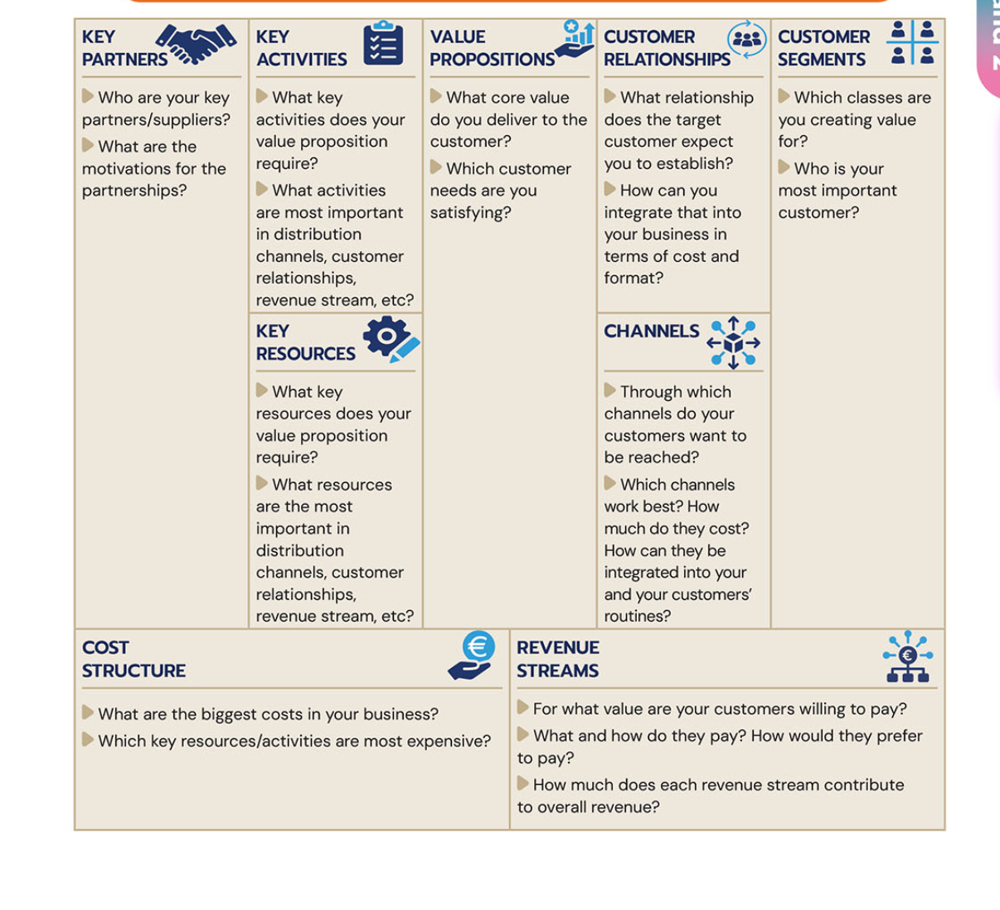 KEY
PARTNERS
Who are your key
partners/suppliers?
What are the
motivations for the
partnerships?
KEY
ACTIVITIES
What key
activities does your
value proposition
require?
What activities
are most important
in distribution
channels, customer
relationships,
revenue stream, etc?
KEY
RESOURCES
What key
resources does your
value proposition
require?
What resources
are the most
important in
distribution
channels, customer
relationships,
revenue stream, etc?
VALUE
PROPOSITIONS
What core value
do you deliver to the
customer?
Which customer
needs are you
satisfying?
CUSTOMER
RELATIONSHIPS
What relationship
does the target
customer expect
you to establish?
How can you
integrate that into
your business in
terms of cost and
format?
CHANNELS
Through which
channels do your
customers want to
be reached?
Which channels
work best? How
much do they cost?
How can they be
integrated into your
and your customers’
routines?
CUSTOMER
SEGMENTS
Which classes are
you creating value
for?
Who is your
most important
customer?
COST
STRUCTURE
€
What are the biggest costs in your business?
Which key resources/activities are most expensive?
REVENUE
STREAMS
€
For what value are your customers willing to pay?
What and how do they pay? How would they prefer
to pay?
How much does each revenue stream contribute
to overall revenue?